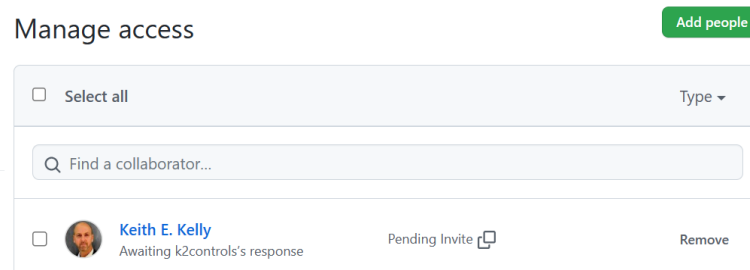 Manage access
Add people
Select all
Type
Find a collaborator...
Keith E. Kelly
Awaiting k2controls's response
Pending Invite
Remove